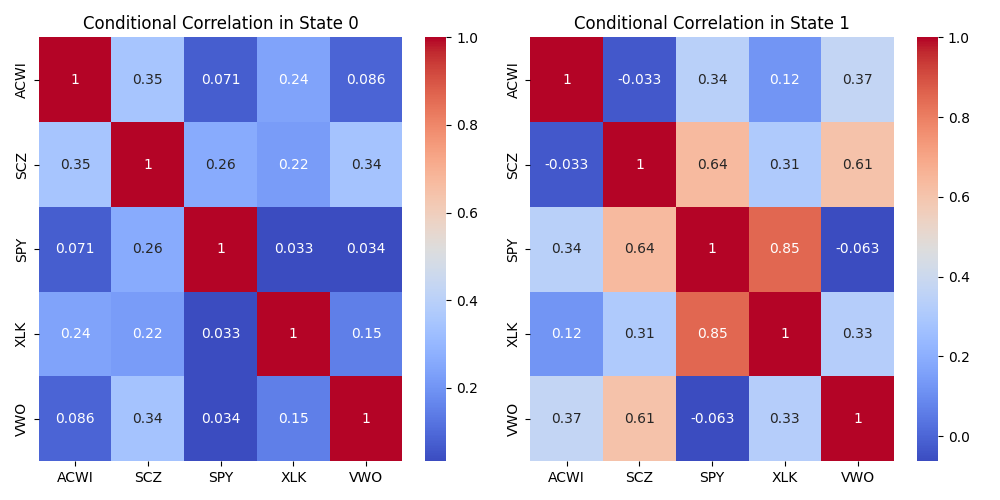 Conditional Correlation in State 0
ACWI 1 0.35 0.071 0.24 0.086
SCZ 0.35 1 0.26 0.22 0.34
SPY 0.071 0.26 1 0.033 0.034
XLK 0.24 0.22 0.033 1 0.15
VWO 0.086 0.34 0.034 0.15 1
ACWI SCZ SPY XLK VWO
1.0
0.8
0.6
0.4
0.2
Conditional Correlation in State 1
ACWI 1 -0.033 0.34 0.12 0.37
SCZ -0.033 1 0.64 0.31 0.61
SPY 0.34 0.64 1 0.85 -0.063
XLK 0.12 0.31 0.85 1 0.33
VWO 0.37 0.61 -0.063 0.33 1
ACWI SCZ SPY XLK VWO
1.0
0.8
0.6
0.4
0.2
0.0